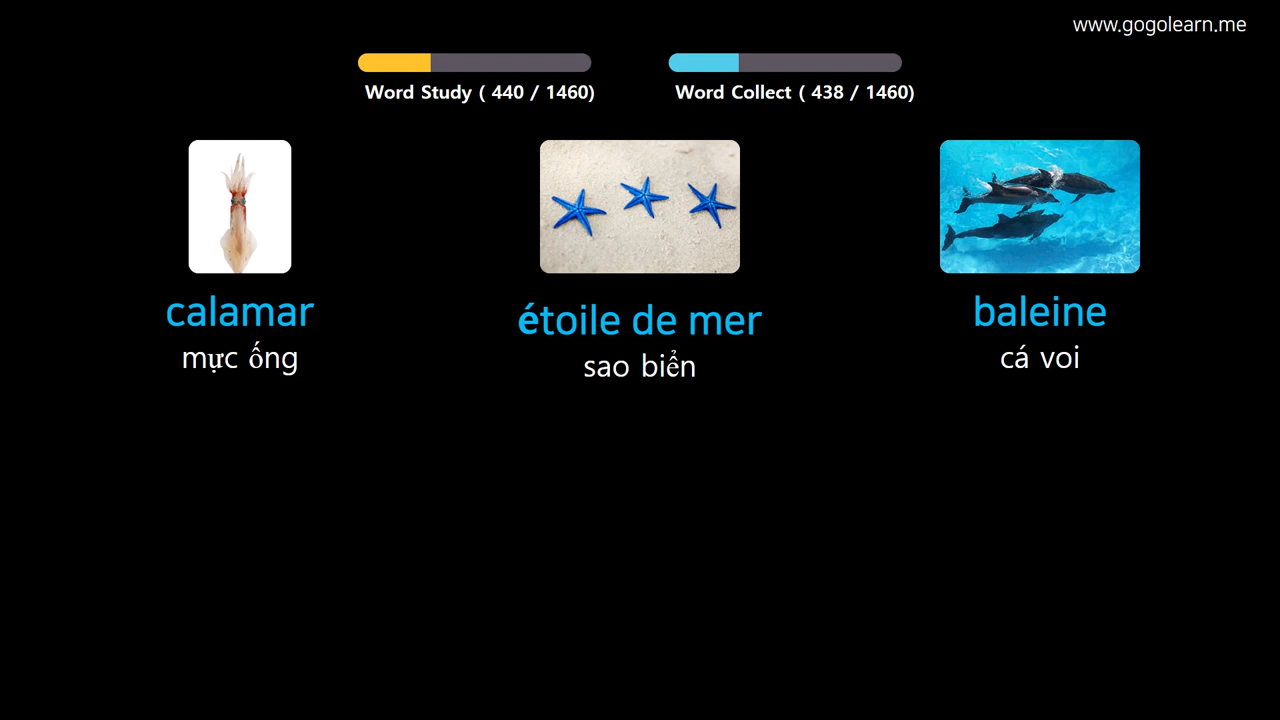 www.gogolearn.me
Word Study ( 440 / 1460)
Word Collect ( 438 / 1460)
calamar
mực ống
étoile de mer
sao biển
baleine
cá voi